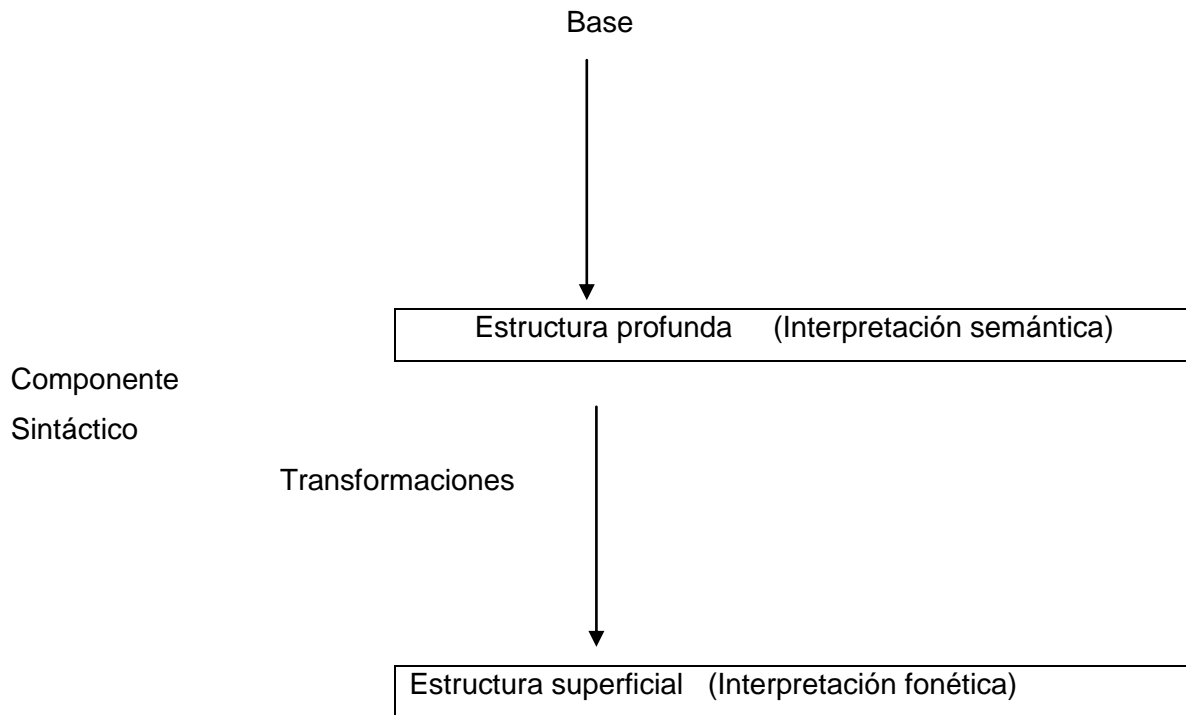 Base
Estructura profunda (Interpretación semántica)
Componente
Sintáctico
Transformaciones
Estructura superficial (Interpretación fonética)